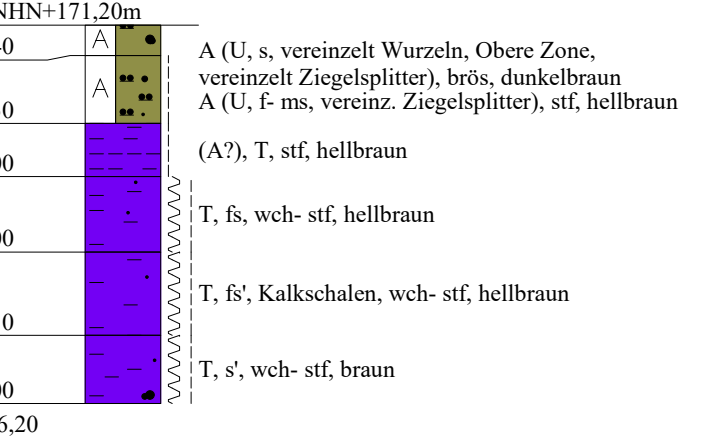 NHN+171,20m
A
A (U, s, vereinzelt Wurzeln, Obere Zone,
vereinzelt Ziegelsplitter), brös, dunkelbraun
A
A (U, f- ms, vereinz. Ziegelsplitter), stf, hellbraun
(A?), T, stf, hellbraun
T, fs, wch- stf, hellbraun
T, fs', Kalkschalen, wch- stf, hellbraun
T, s', wch- stf, braun
6,20